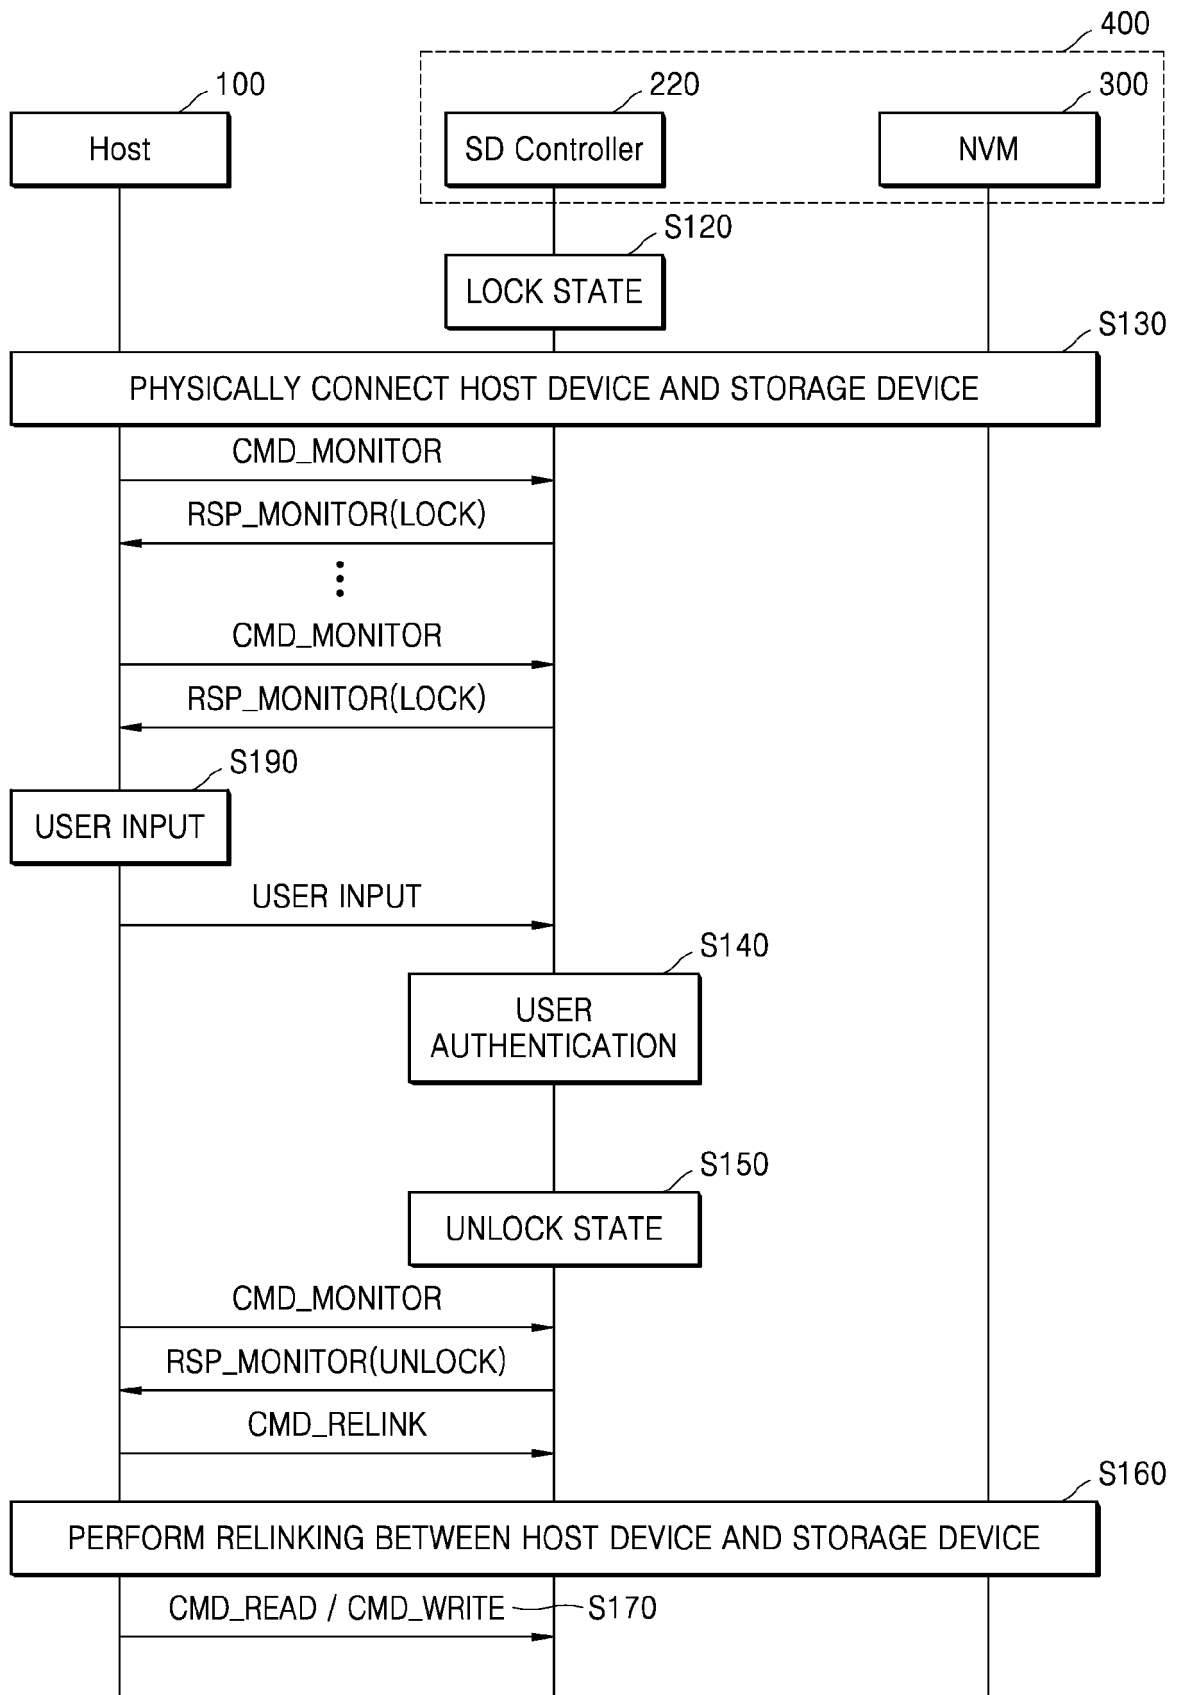 400
100
220
300
Host
SD Controller
NVM
S120
LOCK STATE
S130
PHYSICALLY CONNECT HOST DEVICE AND STORAGE DEVICE
CMD_MONITOR
RSP_MONITOR(LOCK)
CMD_MONITOR
RSP_MONITOR(LOCK)
S190
USER INPUT
USER INPUT
S140
USER
AUTHENTICATION
S150
UNLOCK STATE
CMD_MONITOR
RSP_MONITOR(UNLOCK)
CMD_RELINK
S160
PERFORM RELINKING BETWEEN HOST DEVICE AND STORAGE DEVICE
CMD_READ / CMD_WRITE S170